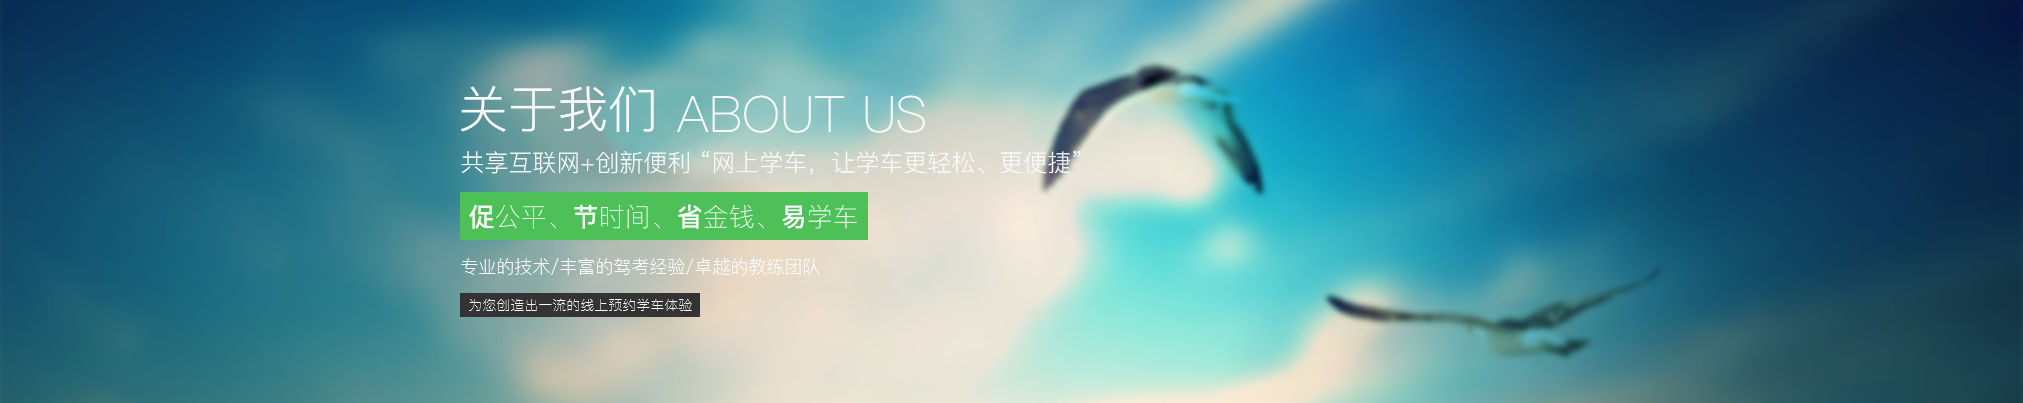 关于我们 ABOUT US
共享互联网+创新便利 “网上学车，让学车更轻松、更便捷”
促公平、节时间、省金钱、易学车
专业的技术/丰富的驾考经验/卓越的教练团队
为您创造出一流的线上预约学车体验